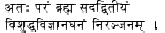 अतः परं ब्रह्म सदद्वितीयं
विशुद्धविज्ञानघनं निरञ्जनम् ।